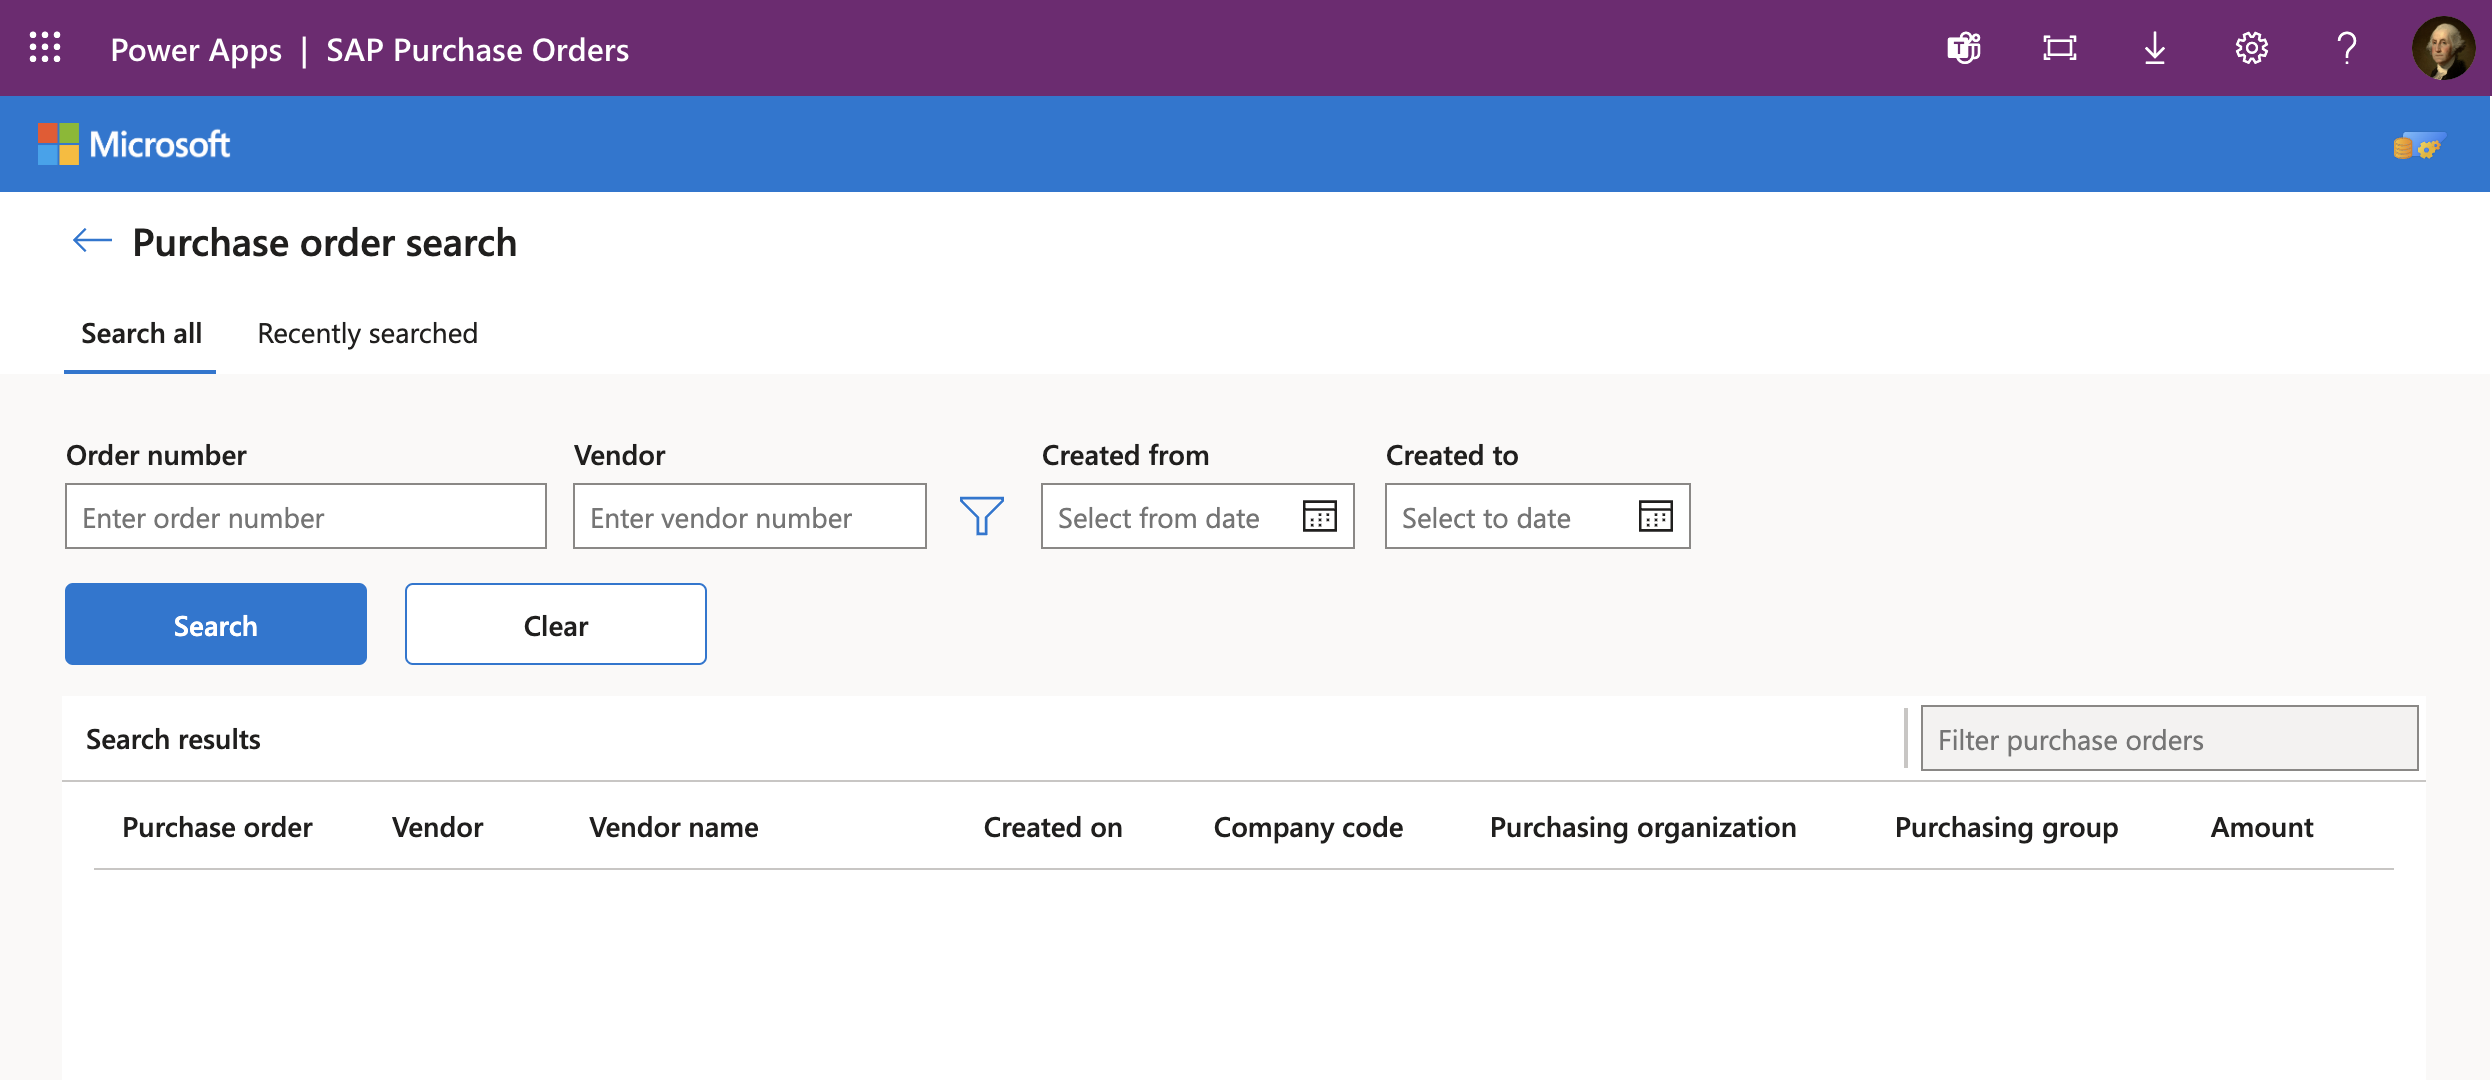 Power Apps | SAP Purchase Orders
Microsoft
Purchase order search
Search all Recently searched
Order number Vendor Created from Created to
Enter order number Enter vendor number Select from date Select to date
Search Clear
Search results Filter purchase orders
Purchase order Vendor Vendor name Created on Company code Purchasing organization Purchasing group Amount